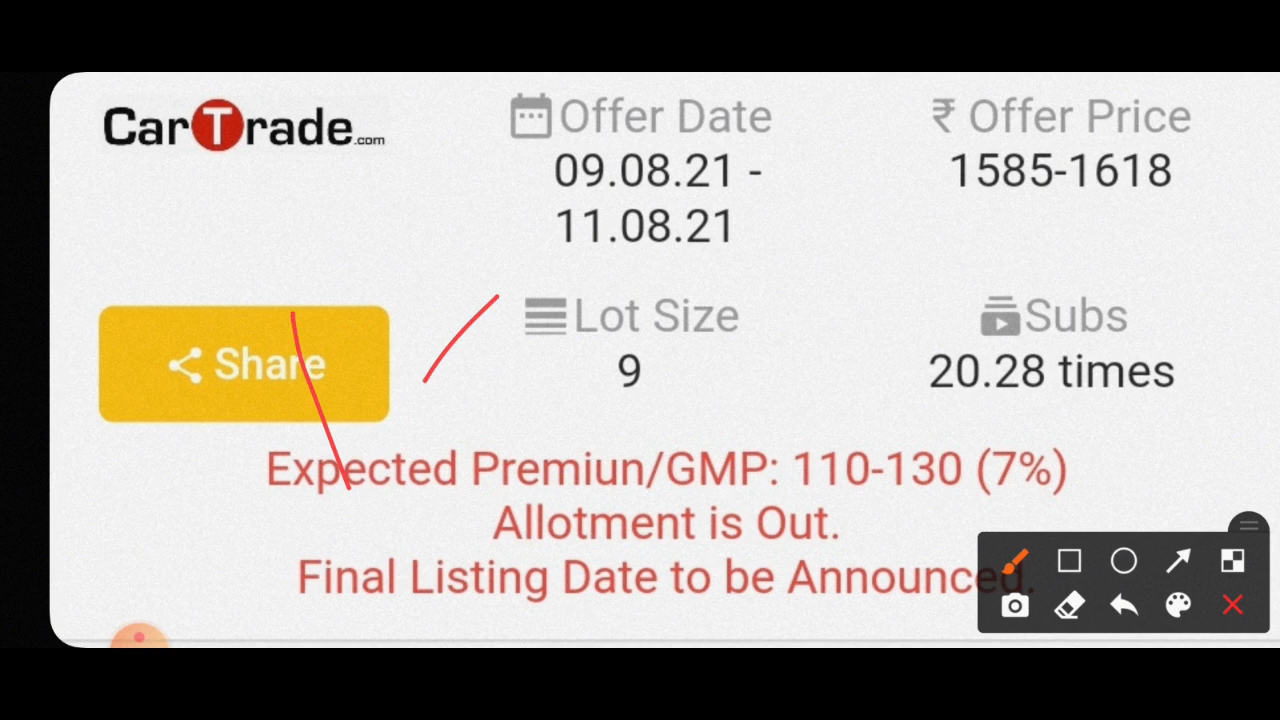 CarTrade.com
Offer Date
09.08.21 -
11.08.21
₹ Offer Price
1585-1618
Share
Lot Size
9
Subs
20.28 times
Expected Premiun/GMP: 110-130 (7%)
Allotment is Out.
Final Listing Date to be Announced.